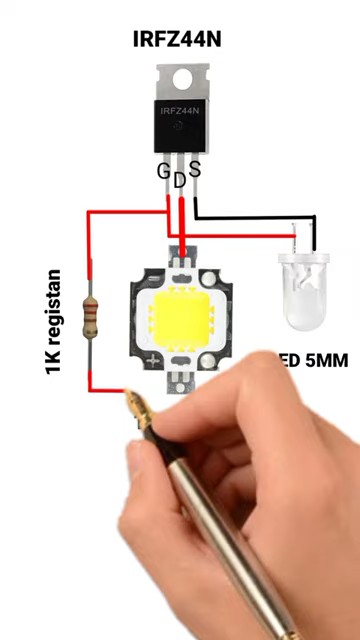 IRFZ44N
IRFZ44N
G D S
1K registan
ED 5MM